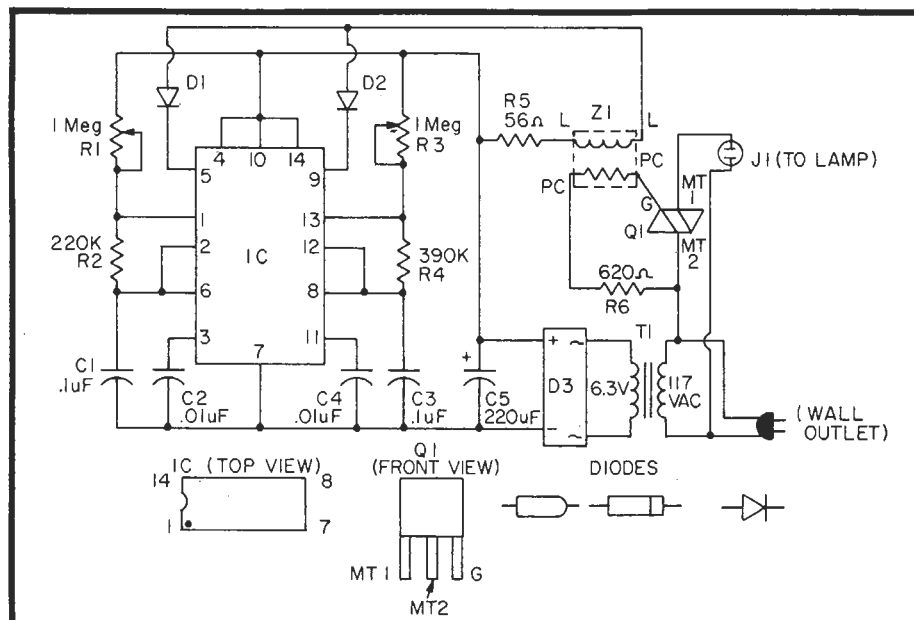 D1
D2
1 Meg
R1
4 10 14
5
9
1 Meg
R3
R5
56Ω
L
Z1
L
PC
PC
G
Q1
MT
1
MT
2
J1 (TO LAMP)
1
13
220K
R2
2
12
IC
390K
R4
6
8
620Ω
R6
3
11
7
C1
.1uF
C2
.01uF
C4
.01uF
C3
.1uF
+
C5
220uF
+
~
D3
-
~
T1
6.3V
117
VAC
(WALL
OUTLET)
IC (TOP VIEW)
14
8
1
7
Q1
(FRONT VIEW)
MT 1
G
MT2
DIODES